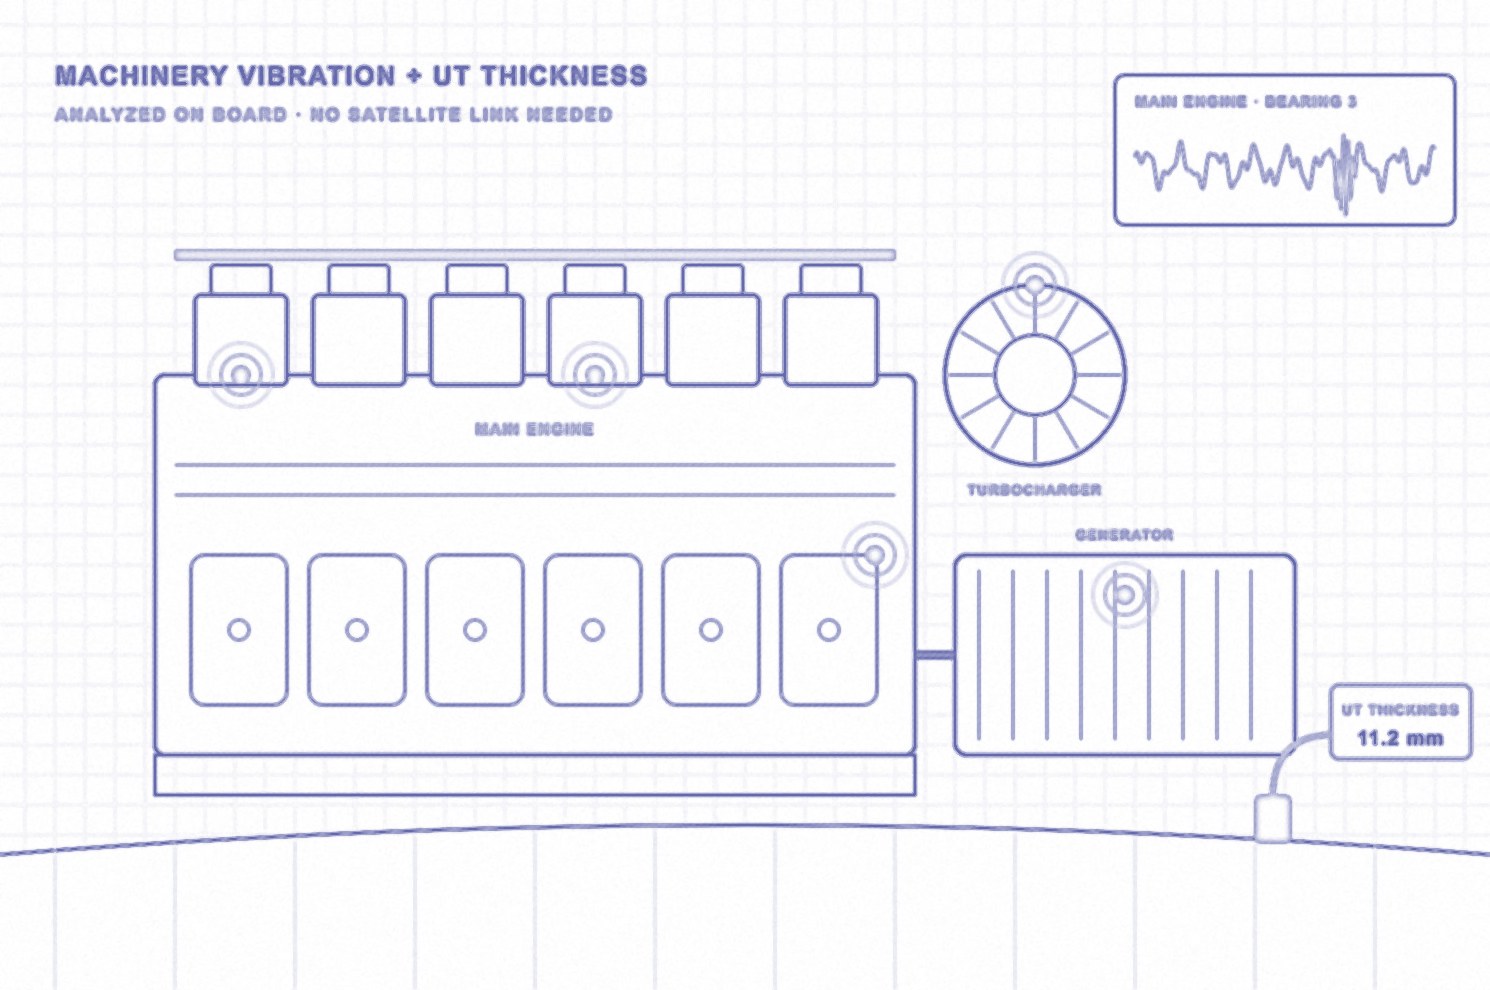 MACHINERY VIBRATION + UT THICKNESS
ANALYZED ON BOARD · NO SATELLITE LINK NEEDED
MAIN ENGINE · BEARING 3
MAIN ENGINE
TURBOCHARGER
GENERATOR
UT THICKNESS
11.2 mm